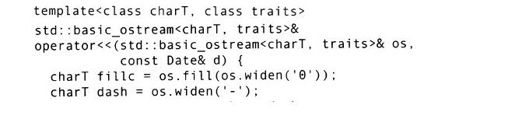 template<class charT, class traits>
std::basic_ostream<charT, traits>&
operator<<(std::basic_ostream<charT, traits>& os,
const Date& d) {
charT fillc = os.fill(os.widen('0'));
charT dash = os.widen('-');